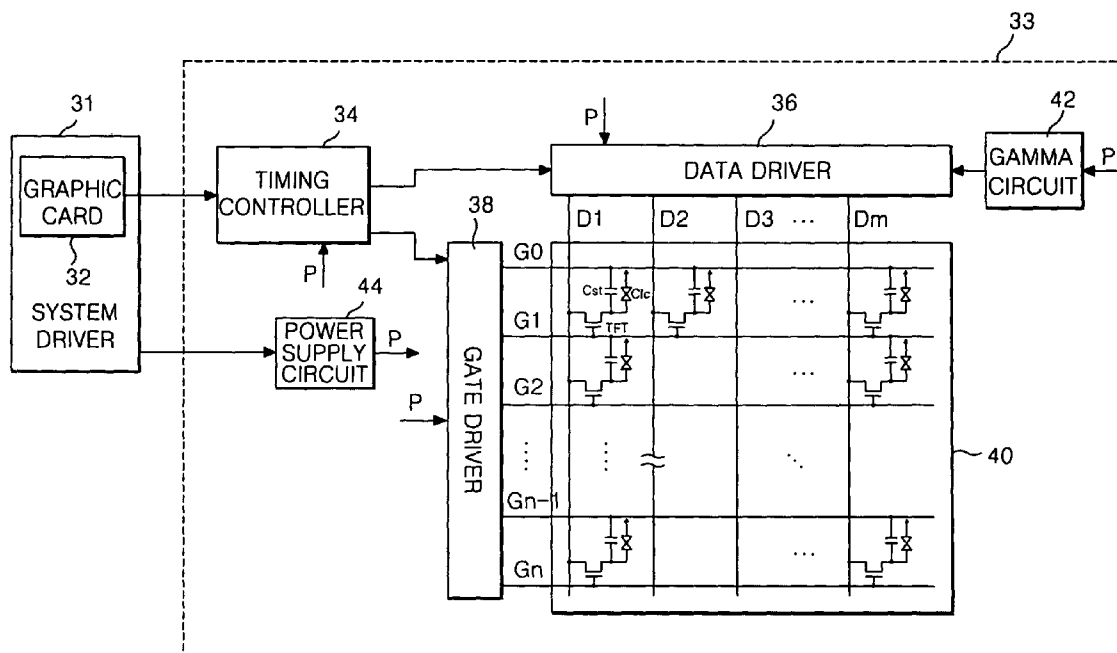 33
31
34
P
36
42
GRAPHIC
CARD
32
SYSTEM
DRIVER
TIMING
CONTROLLER
P
DATA DRIVER
GAMMA
CIRCUIT
P
38
D1 D2 D3 ... Dm
44
POWER
SUPPLY
CIRCUIT
P
P
GATE DRIVER
G0
Cst Clc
TFT
G1
G2
Gn-1
Gn
40